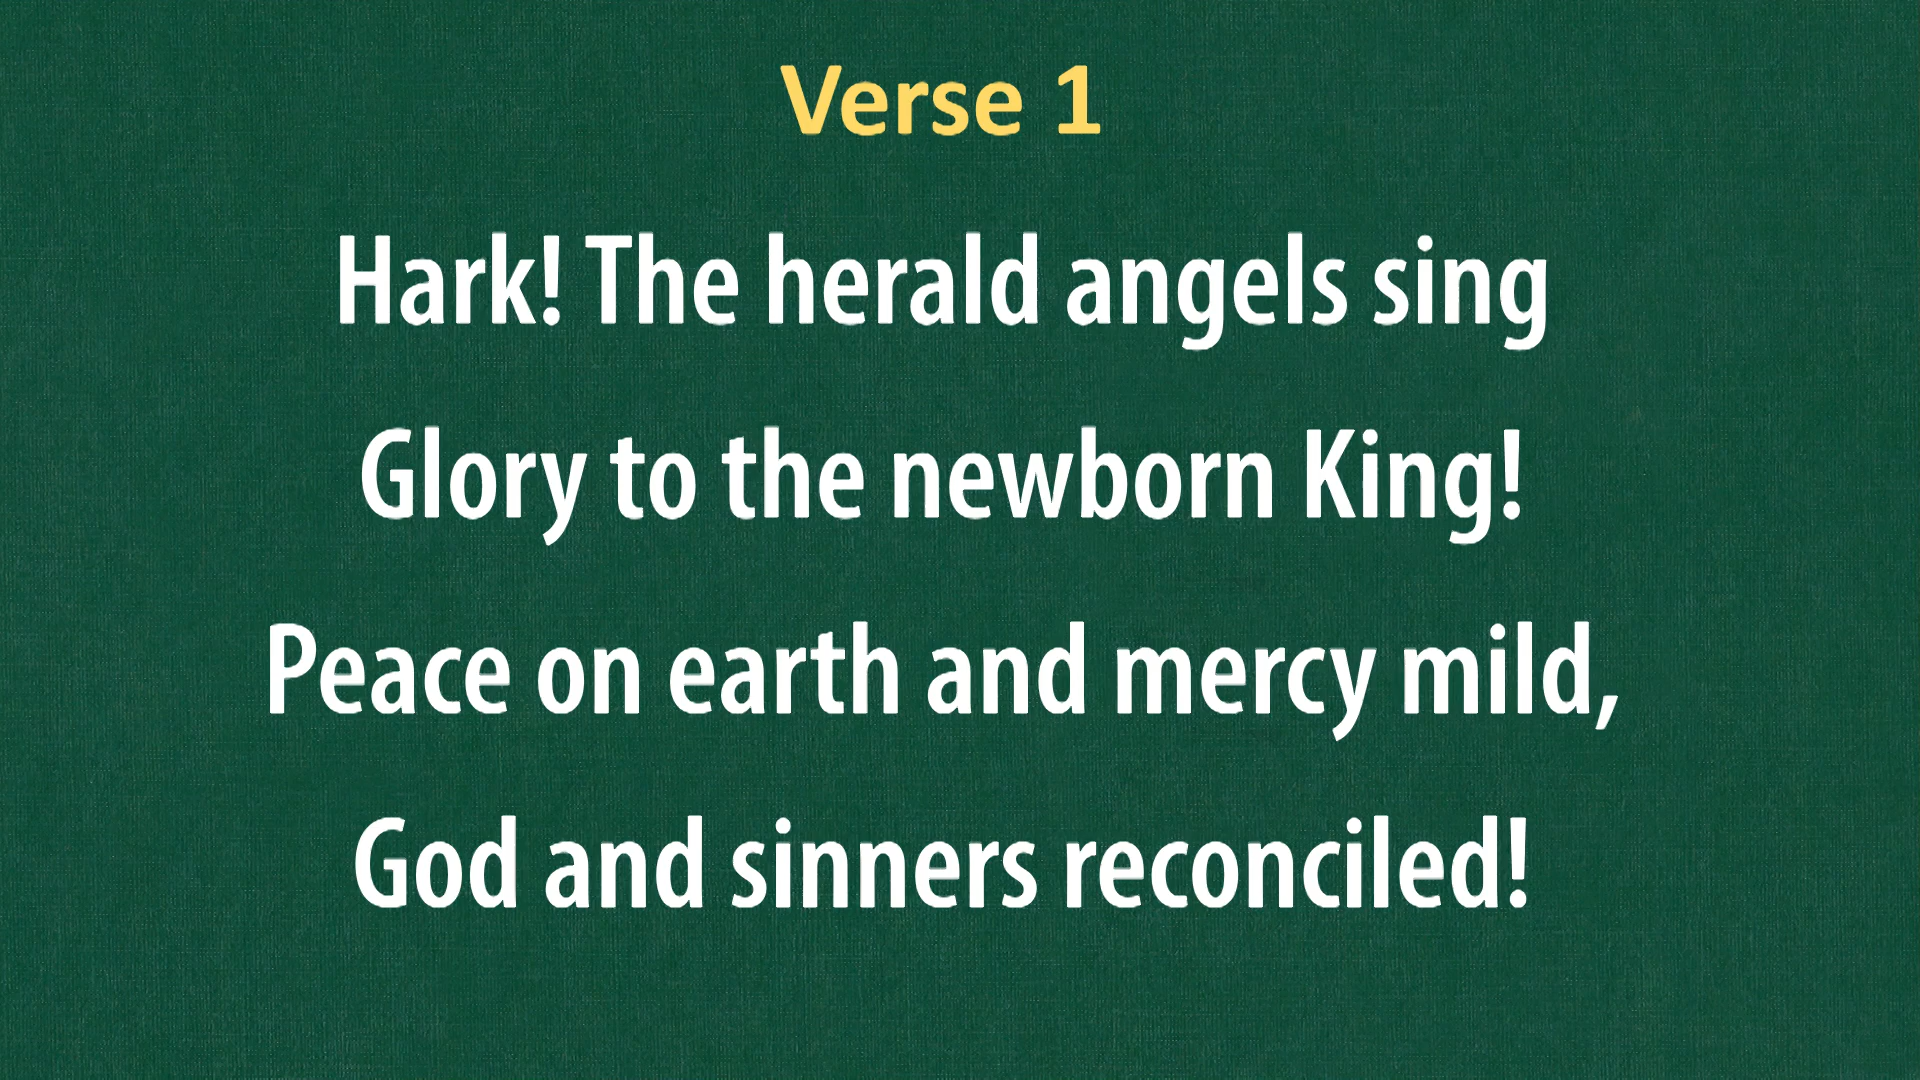 Verse 1
Hark! The herald angels sing
Glory to the newborn King!
Peace on earth and mercy mild,
God and sinners reconciled!